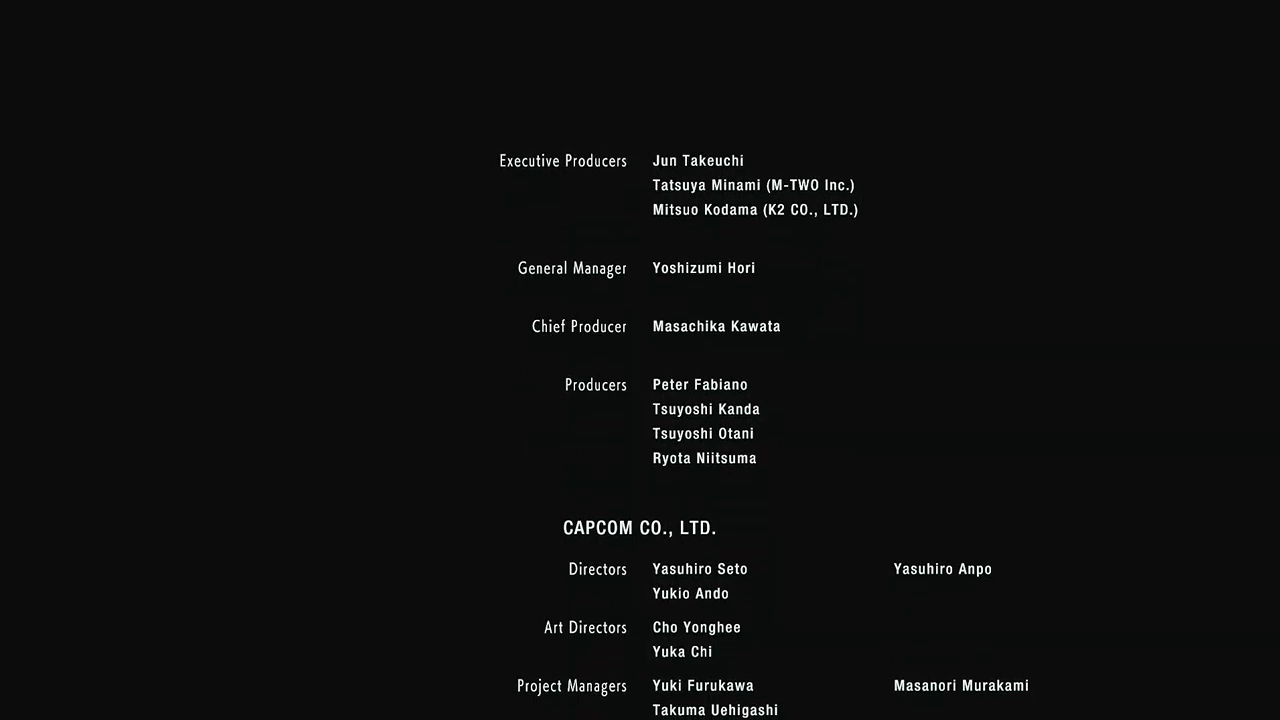 Executive Producers Jun Takeuchi
Tatsuya Minami (M-TWO Inc.)
Mitsuo Kodama (K2 CO., LTD.)
General Manager Yoshizumi Hori
Chief Producer Masachika Kawata
Producers Peter Fabiano
Tsuyoshi Kanda
Tsuyoshi Otani
Ryota Niitsuma
CAPCOM CO., LTD.
Directors Yasuhiro Seto Yasuhiro Anpo
Yukio Ando
Art Directors Cho Yonghee
Yuka Chi
Project Managers Yuki Furukawa Masanori Murakami
Takuma Uehigashi